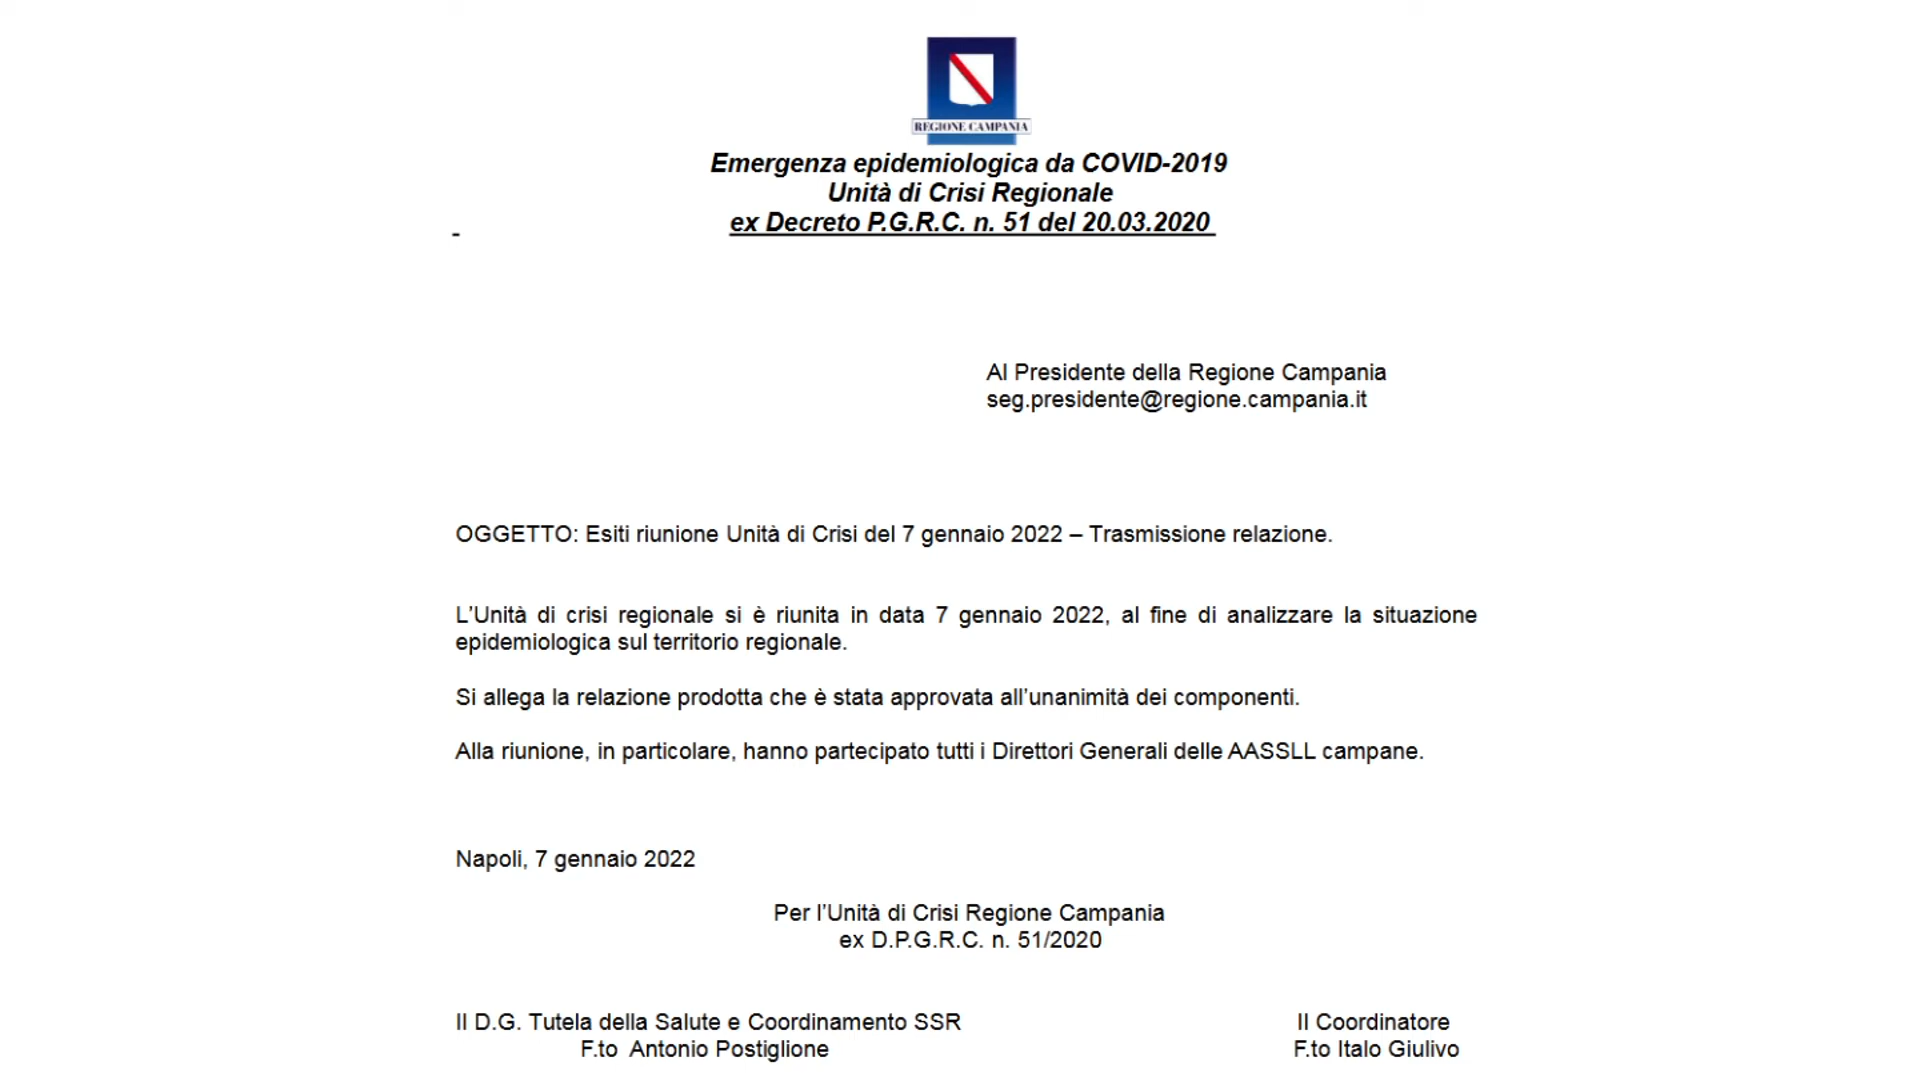 REGIONE CAMPANIA
Emergenza epidemiologica da COVID-2019
Unità di Crisi Regionale
ex Decreto P.G.R.C. n. 51 del 20.03.2020
-
Al Presidente della Regione Campania
seg.presidente@regione.campania.it
OGGETTO: Esiti riunione Unità di Crisi del 7 gennaio 2022 – Trasmissione relazione.
L’Unità di crisi regionale si è riunita in data 7 gennaio 2022, al fine di analizzare la situazione
epidemiologica sul territorio regionale.
Si allega la relazione prodotta che è stata approvata all’unanimità dei componenti.
Alla riunione, in particolare, hanno partecipato tutti i Direttori Generali delle AASSLL campane.
Napoli, 7 gennaio 2022
Per l’Unità di Crisi Regione Campania
ex D.P.G.R.C. n. 51/2020
Il D.G. Tutela della Salute e Coordinamento SSR
F.to Antonio Postiglione
Il Coordinatore
F.to Italo Giulivo